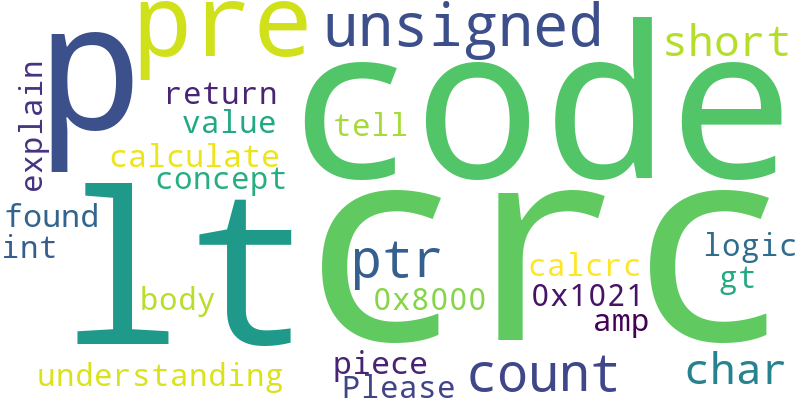 pre
unsigned
short
p
code
explain
return
value
tell
calculate
concept
lt
crc
found
int
ptr
logic
calcrc
gt
body
0x8000
0x1021
amp
understanding
piece
Please
count
char